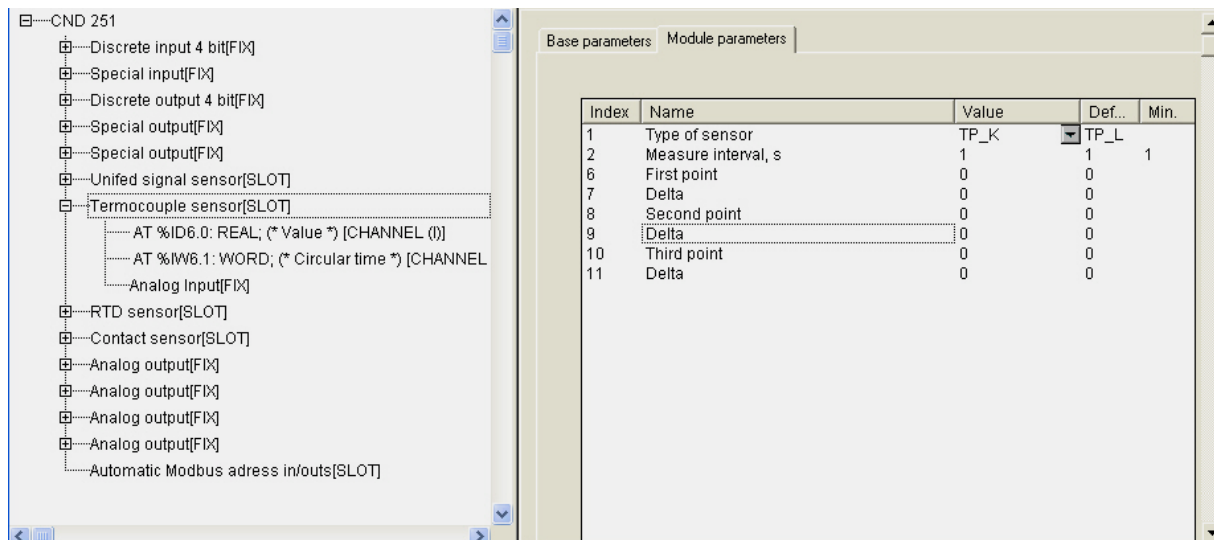 CND 251
Discrete input 4 bit[FIX]
Special input[FIX]
Discrete output 4 bit[FIX]
Special output[FIX]
Special output[FIX]
Unifed signal sensor[SLOT]
Termocouple sensor[SLOT]
AT %ID6.0: REAL; (* Value *) [CHANNEL (I)]
AT %IW6.1: WORD; (* Circular time *) [CHANNEL
Analog Input[FIX]
RTD sensor[SLOT]
Contact sensor[SLOT]
Analog output[FIX]
Analog output[FIX]
Analog output[FIX]
Analog output[FIX]
Automatic Modbus adress in/outs[SLOT]
Base parameters Module parameters
Index Name Value Def... Min.
1 Type of sensor TP_K TP_L
2 Measure interval, s 1 1 1
6 First point 0 0
7 Delta 0 0
8 Second point 0 0
9 Delta 0 0
10 Third point 0 0
11 Delta 0 0